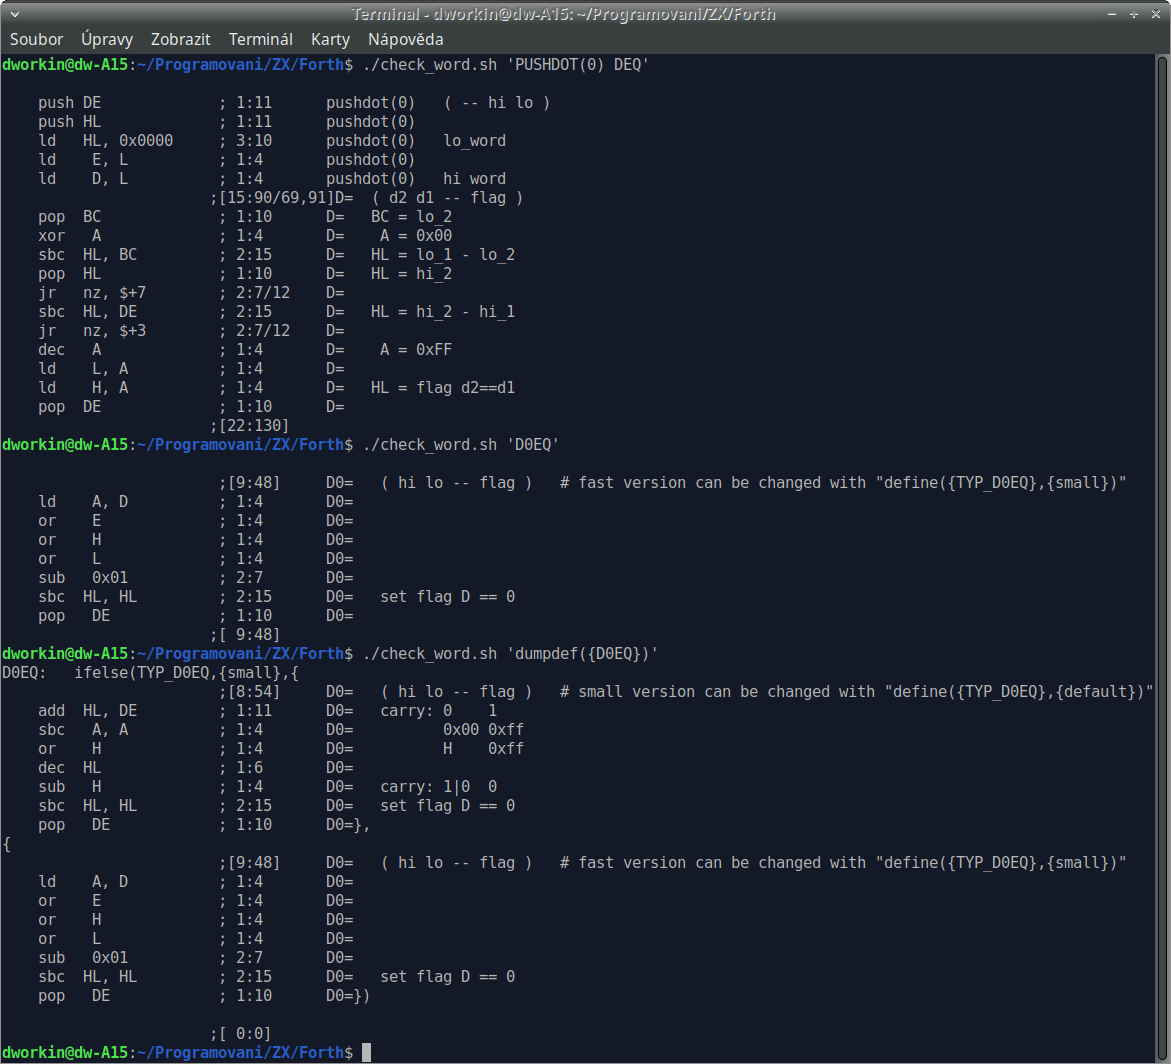 Terminal - dworkin@dw-A15: ~/Programovani/ZX/Forth
Soubor Úpravy Zobrazit Terminál Karty Nápověda
dworkin@dw-A15:~/Programovani/ZX/Forth$ ./check_word.sh 'PUSHDOT(0) DEQ'

    push DE             ; 1:11      pushdot(0)   ( -- hi lo )
    push HL             ; 1:11      pushdot(0)
    ld   HL, 0x0000     ; 3:10      pushdot(0)   lo_word
    ld    E, L          ; 1:4       pushdot(0)
    ld    D, L          ; 1:4       pushdot(0)   hi word
                       ;[15:90/69,91]D=  ( d2 d1 -- flag )
    pop  BC             ; 1:10      D=   BC = lo_2
    xor   A             ; 1:4       D=    A = 0x00
    sbc  HL, BC         ; 2:15      D=   HL = lo_1 - lo_2
    pop  HL             ; 1:10      D=   HL = hi_2
    jr   nz, $+7        ; 2:7/12    D=
    sbc  HL, DE         ; 2:15      D=   HL = hi_2 - hi_1
    jr   nz, $+3        ; 2:7/12    D=
    dec   A             ; 1:4       D=    A = 0xFF
    ld    L, A          ; 1:4       D=
    ld    H, A          ; 1:4       D=   HL = flag d2==d1
    pop  DE             ; 1:10      D=
                       ;[22:130]
dworkin@dw-A15:~/Programovani/ZX/Forth$ ./check_word.sh 'D0EQ'

                        ;[9:48]     D0=   ( hi lo -- flag )   # fast version can be changed with "define({TYP_D0EQ},{small})"
    ld    A, D          ; 1:4       D0=
    or    E             ; 1:4       D0=
    or    H             ; 1:4       D0=
    or    L             ; 1:4       D0=
    sub   0x01          ; 2:7       D0=
    sbc  HL, HL         ; 2:15      D0=   set flag D == 0
    pop   DE            ; 1:10      D0=
                       ;[ 9:48]
dworkin@dw-A15:~/Programovani/ZX/Forth$ ./check_word.sh 'dumpdef({D0EQ})'
D0EQ:   ifelse(TYP_D0EQ,{small},{
                        ;[8:54]     D0=   ( hi lo -- flag )   # small version can be changed with "define({TYP_D0EQ},{default})"
    add  HL, DE         ; 1:11      D0=   carry: 0    1
    sbc   A, A          ; 1:4       D0=          0x00 0xff
    or    H             ; 1:4       D0=          H    0xff
    dec  HL             ; 1:6       D0=
    sub   H             ; 1:4       D0=   carry: 1|0  0
    sbc  HL, HL         ; 2:15      D0=   set flag D == 0
    pop   DE            ; 1:10      D0=},
{
                        ;[9:48]     D0=   ( hi lo -- flag )   # fast version can be changed with "define({TYP_D0EQ},{small})"
    ld    A, D          ; 1:4       D0=
    or    E             ; 1:4       D0=
    or    H             ; 1:4       D0=
    or    L             ; 1:4       D0=
    sub   0x01          ; 2:7       D0=
    sbc  HL, HL         ; 2:15      D0=   set flag D == 0
    pop   DE            ; 1:10      D0=})

                       ;[ 0:0]
dworkin@dw-A15:~/Programovani/ZX/Forth$